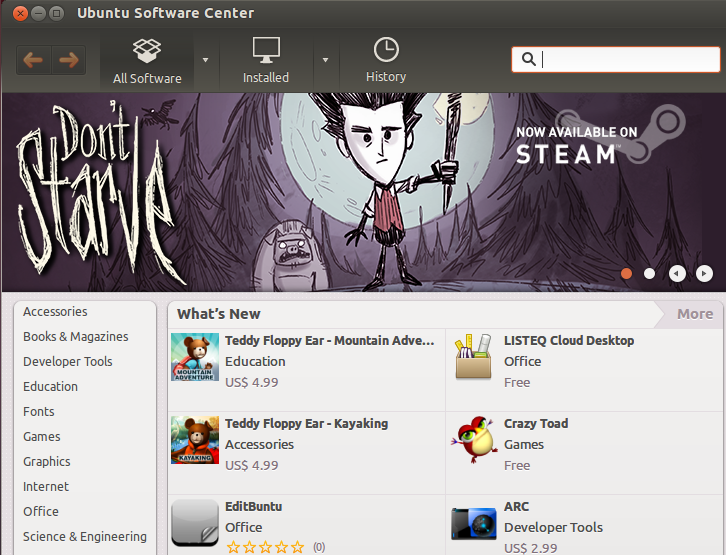 Ubuntu Software Center
All Software
Installed
History
Don't
Starve
NOW AVAILABLE ON
STEAM™
Accessories
Books & Magazines
Developer Tools
Education
Fonts
Games
Graphics
Internet
Office
Science & Engineering
What's New
More
Teddy Floppy Ear - Mountain Adve...
Education
US$ 4.99
MOUNTAIN
ADVENTURE
LISTEQ Cloud Desktop
Office
Free
Teddy Floppy Ear - Kayaking
Accessories
US$ 4.99
KAYAKING
Crazy Toad
Games
Free
EditBuntu
Office
(0)
ARC
Developer Tools
US$ 2.99